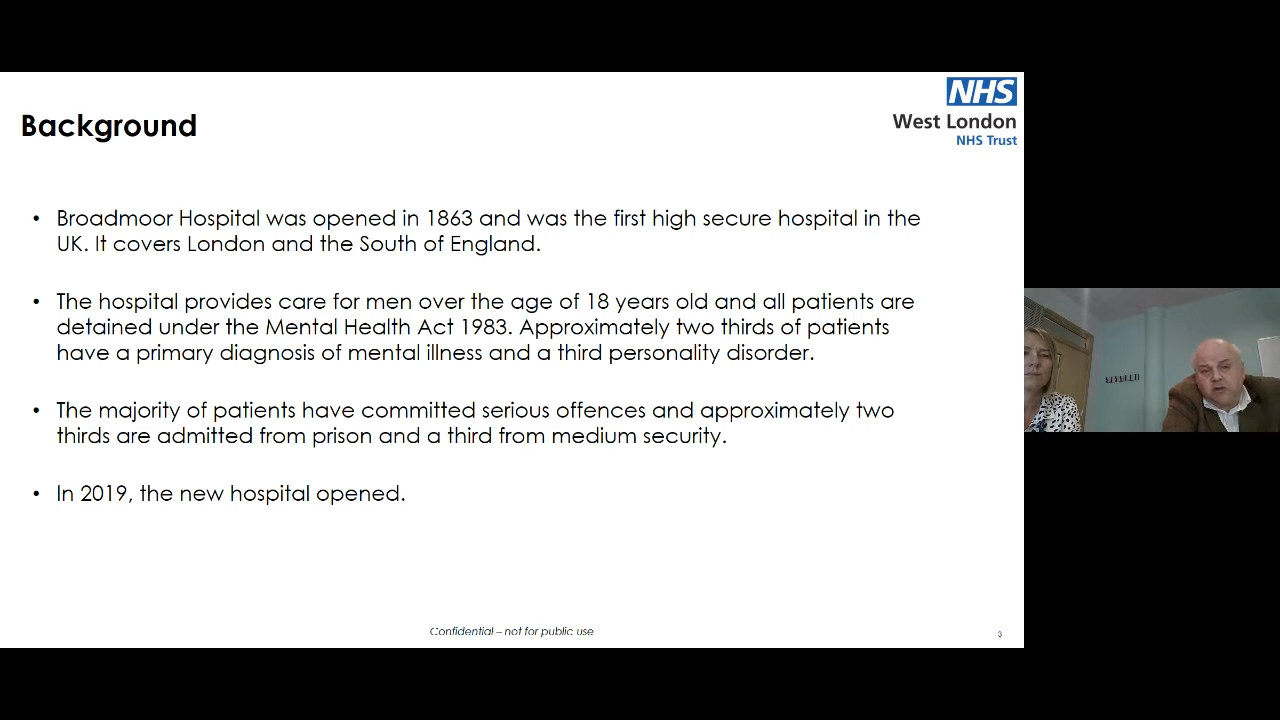 NHS
West London
NHS Trust
Background
• Broadmoor Hospital was opened in 1863 and was the first high secure hospital in the
UK. It covers London and the South of England.
• The hospital provides care for men over the age of 18 years old and all patients are
detained under the Mental Health Act 1983. Approximately two thirds of patients
have a primary diagnosis of mental illness and a third personality disorder.
• The majority of patients have committed serious offences and approximately two
thirds are admitted from prison and a third from medium security.
• In 2019, the new hospital opened.
Confidential – not for public use
3